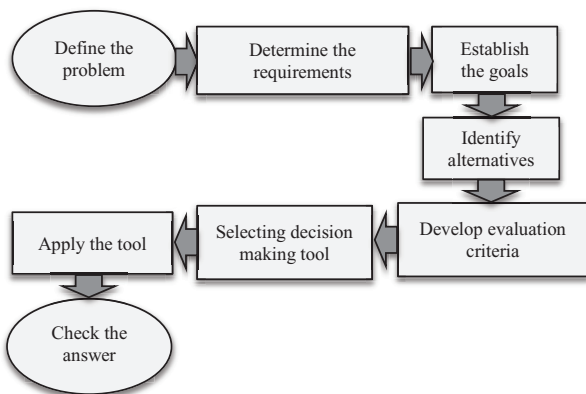 Define the
problem
Determine the
requirements
Establish
the goals
Identify
alternatives
Develop evaluation
criteria
Selecting decision
making tool
Apply the tool
Check the
answer